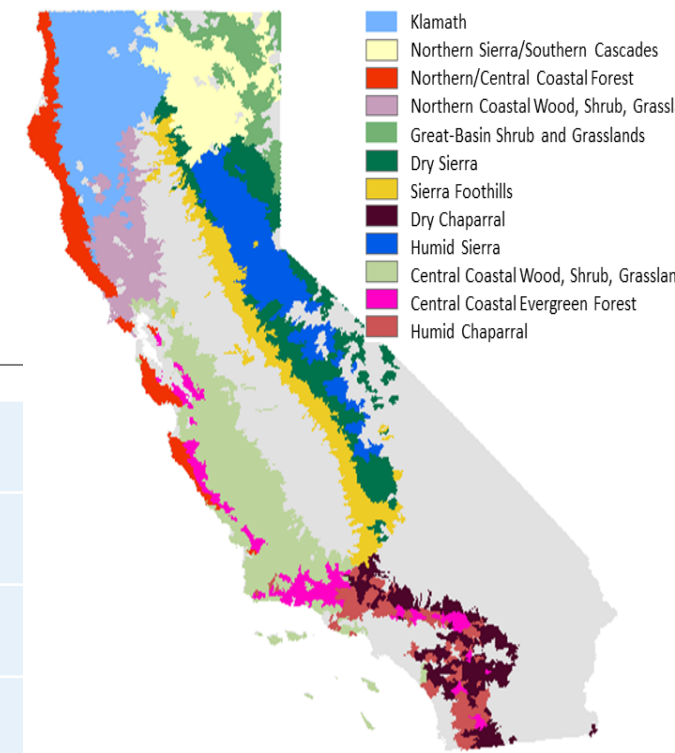 Klamath
Northern Sierra/Southern Cascades
Northern/Central Coastal Forest
Northern Coastal Wood, Shrub, Grassl
Great-Basin Shrub and Grasslands
Dry Sierra
Sierra Foothills
Dry Chaparral
Humid Sierra
Central Coastal Wood, Shrub, Grasslan
Central Coastal Evergreen Forest
Humid Chaparral